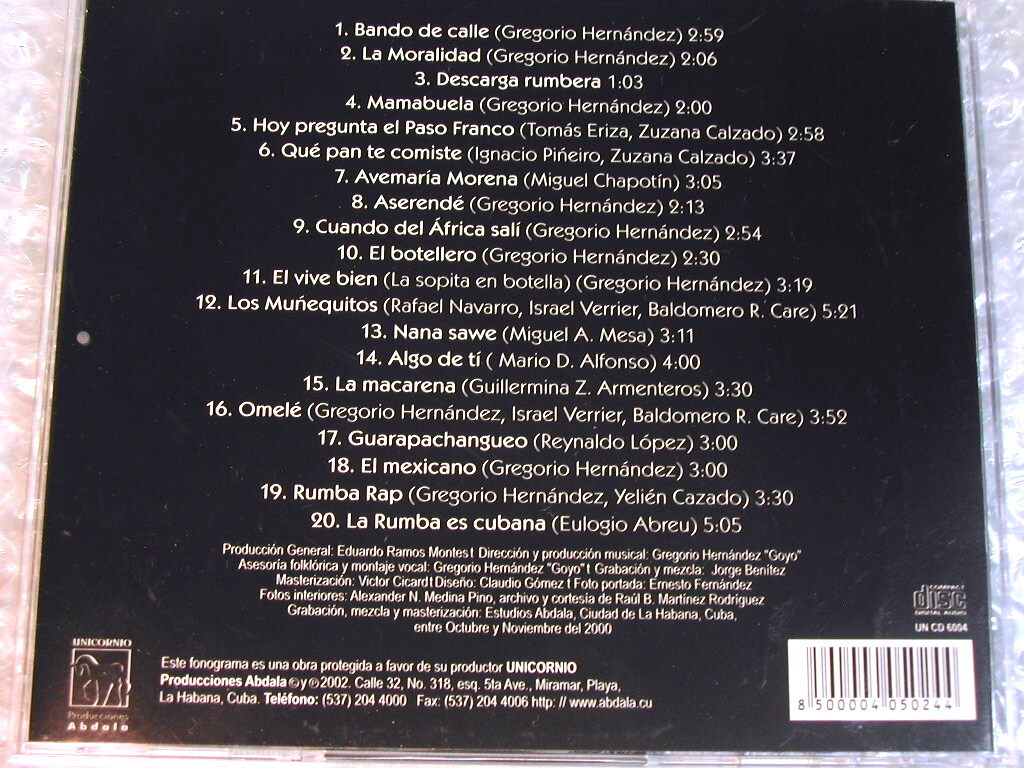 1. Bando de calle (Gregorio Hernández) 2:59
2. La Moralidad (Gregorio Hernández) 2:06
3. Descarga rumbera 1:03
4. Mamabuela (Gregorio Hernández) 2:00
5. Hoy pregunta el Paso Franco (Tomás Eriza, Zuzana Calzado) 2:58
6. Qué pan te comiste (Ignacio Piñeiro, Zuzana Calzado) 3:37
7. Avemaría Morena (Miguel Chapotín) 3:05
8. Aserendé (Gregorio Hernández) 2:13
9. Cuando del África salí (Gregorio Hernández) 2:54
10. El botellero (Gregorio Hernández) 2:30
11. El vive bien (La sopita en botella) (Gregorio Hernández) 3:19
12. Los Muñequitos (Rafael Navarro, Israel Verrier, Baldomero R. Care) 5:21
13. Nana sawe (Miguel A. Mesa) 3:11
14. Algo de tí ( Mario D. Alfonso) 4:00
15. La macarena (Guillermina Z. Armenteros) 3:30
16. Omelé (Gregorio Hernández, Israel Verrier, Baldomero R. Care) 3:52
17. Guarapachangueo (Reynaldo López) 3:00
18. El mexicano (Gregorio Hernández) 3:00
19. Rumba Rap (Gregorio Hernández, Yelién Cazado) 3:30
20. La Rumba es cubana (Eulogio Abreu) 5:05
Producción General: Eduardo Ramos Montes t Dirección y producción musical: Gregorio Hernández "Goyo"
Asesoría folklórica y montaje vocal: Gregorio Hernández "Goyo" t Grabación y mezcla: Jorge Benítez
Masterización: Victor Cicard t Diseño: Claudio Gómez t Foto portada: Ernesto Fernández
Fotos interiores: Alexander N. Medina Pino, archivo y cortesía de Raúl B. Martínez Rodríguez
Grabación, mezcla y masterización: Estudios Abdala, Ciudad de La Habana, Cuba,
entre Octubre y Noviembre del 2000
COMPACT
disc
DIGITAL AUDIO
UN CD 6004
UNICORNIO
Producciones
Abdala
Este fonograma es una obra protegida a favor de su productor UNICORNIO
Producciones Abdala © y ℗ 2002. Calle 32, No. 318, esq. 5ta Ave., Miramar, Playa,
La Habana, Cuba. Teléfono: (537) 204 4000 Fax: (537) 204 4006 http: // www.abdala.cu
8 500004 050244